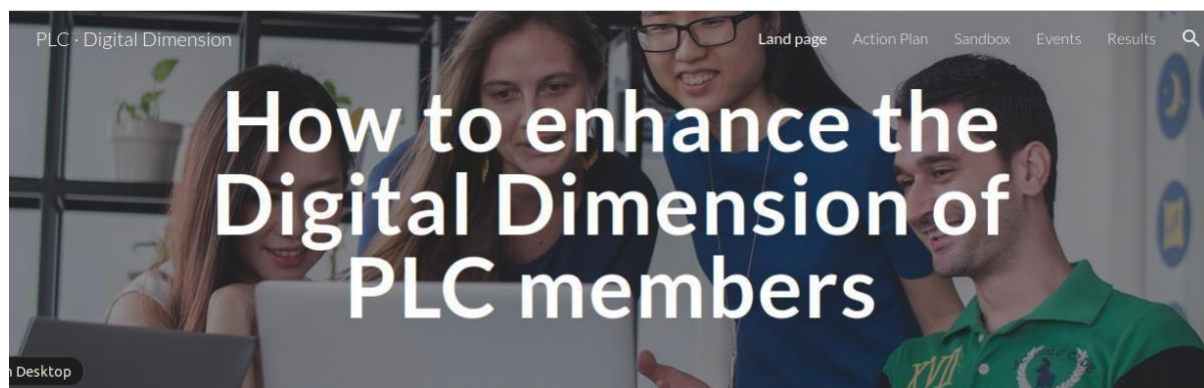 PLC · Digital Dimension
Land page Action Plan Sandbox Events Results
How to enhance the
Digital Dimension of
PLC members
Desktop
XVII